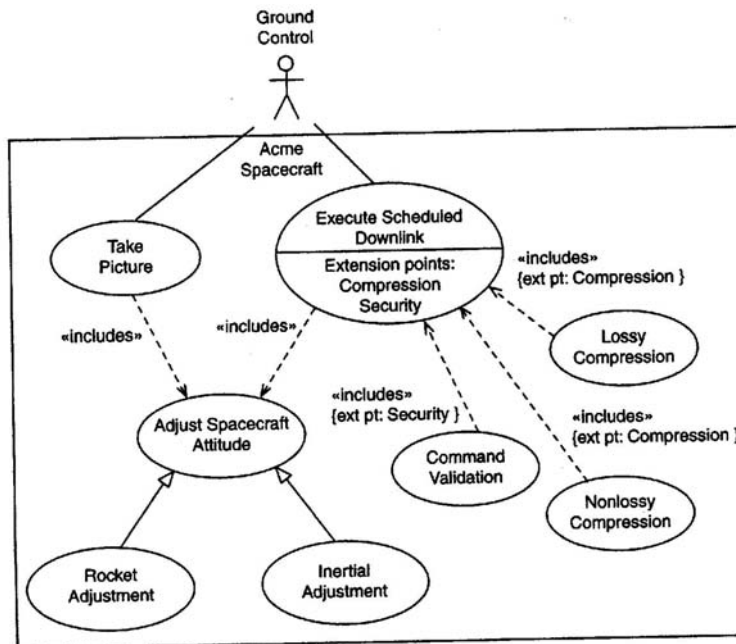 Ground
Control
Acme
Spacecraft
Execute Scheduled
Downlink
Extension points:
Compression
Security
Take
Picture
«includes»
{ext pt: Compression }
«includes»
«includes»
Lossy
Compression
«includes»
{ext pt: Security }
«includes»
{ext pt: Compression }
Adjust Spacecraft
Attitude
Command
Validation
Nonlossy
Compression
Rocket
Adjustment
Inertial
Adjustment